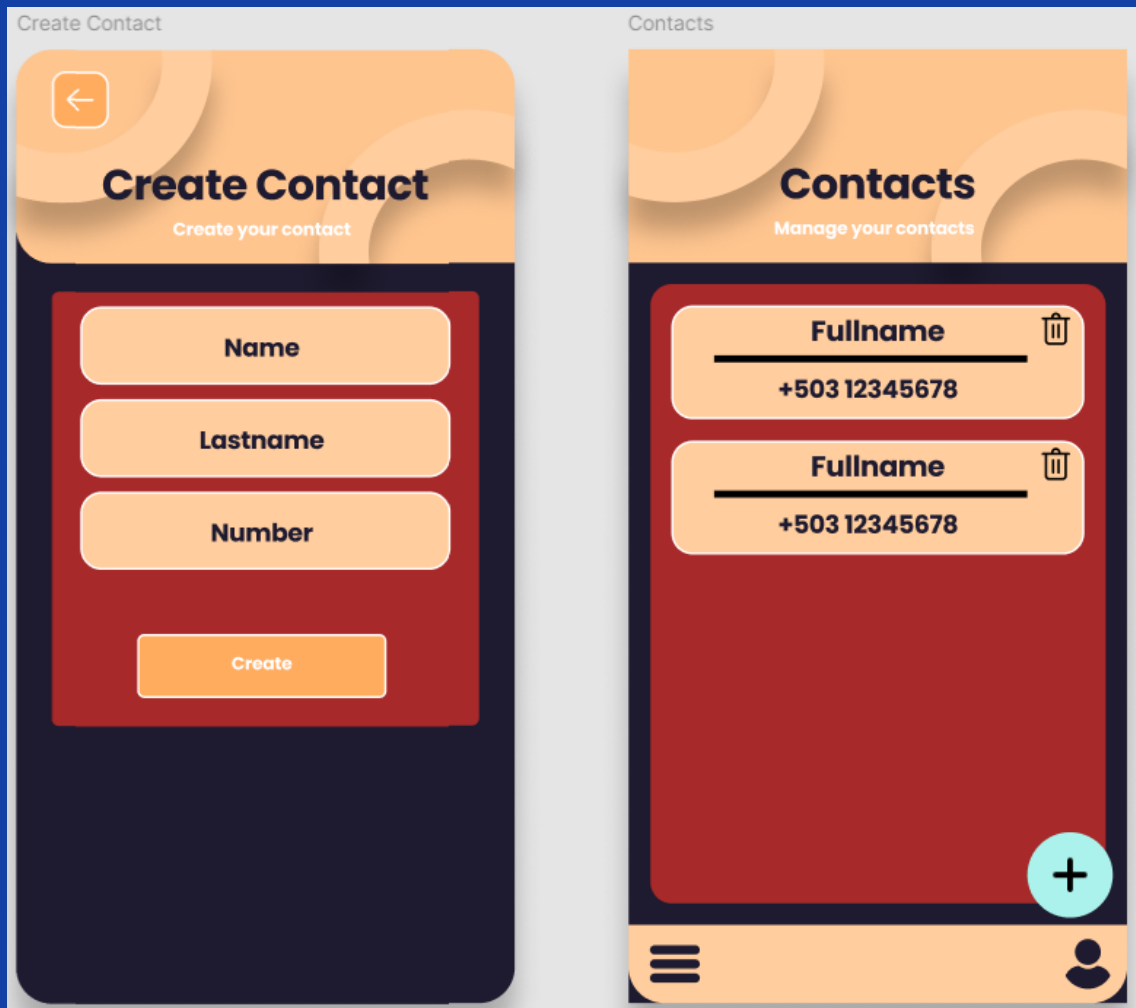 Create Contact
Create Contact
Create your contact
Name
Lastname
Number
Create
Contacts
Contacts
Manage your contacts
Fullname
+503 12345678
Fullname
+503 12345678